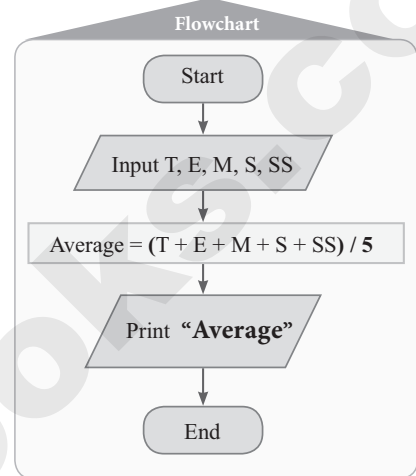 Flowchart
Start
Input T, E, M, S, SS
Average = (T + E + M + S + SS) / 5
Print “Average”
End